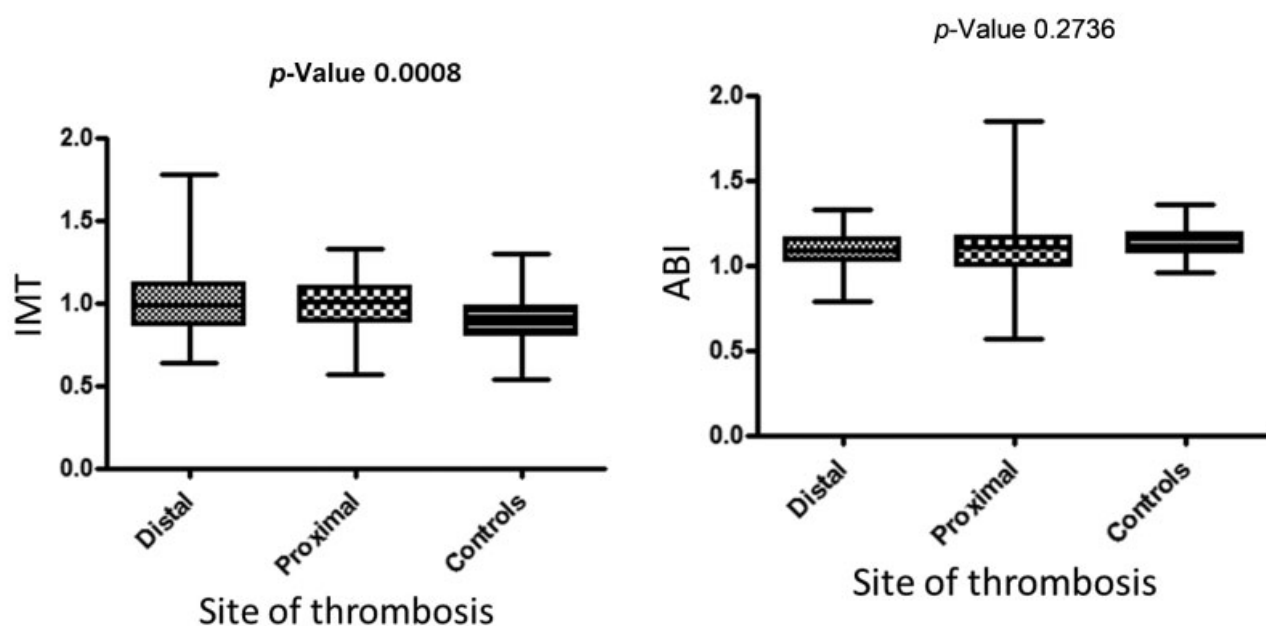 p-Value 0.0008
2.0
1.5
1.0
0.5
0.0
IMT
Distal
Proximal
Controls
Site of thrombosis
p-Value 0.2736
2.0
1.5
1.0
0.5
0.0
ABI
Distal
Proximal
Controls
Site of thrombosis